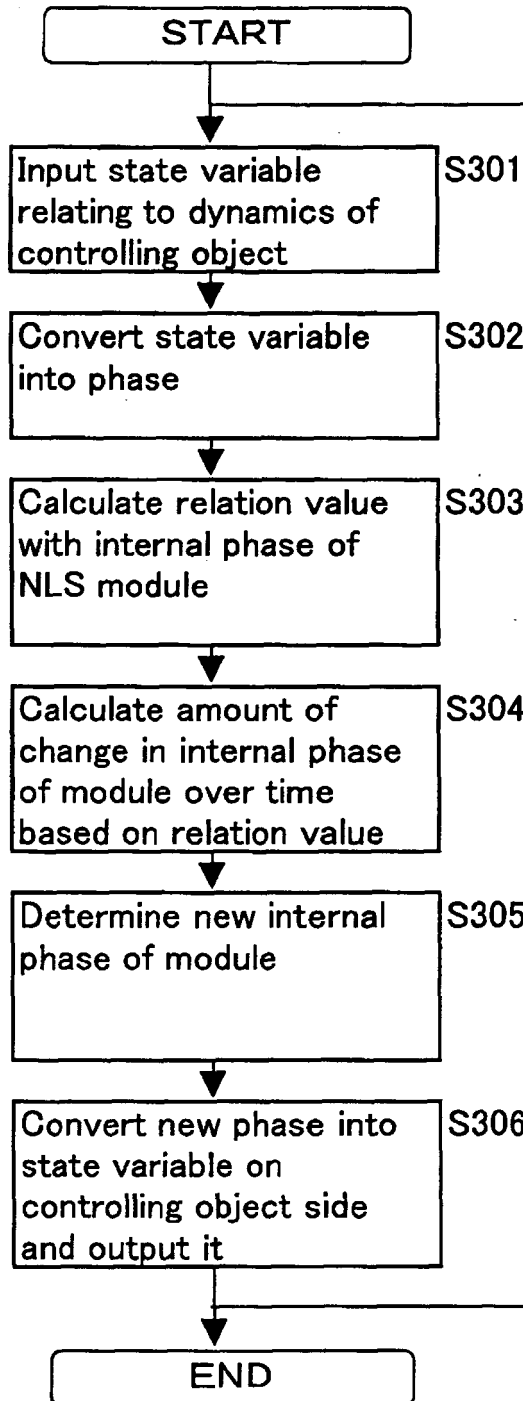 START
Input state variable
relating to dynamics of
controlling object
S301
Convert state variable
into phase
S302
Calculate relation value
with internal phase of
NLS module
S303
Calculate amount of
change in internal phase
of module over time
based on relation value
S304
Determine new internal
phase of module
S305
Convert new phase into
state variable on
controlling object side
and output it
S306
END